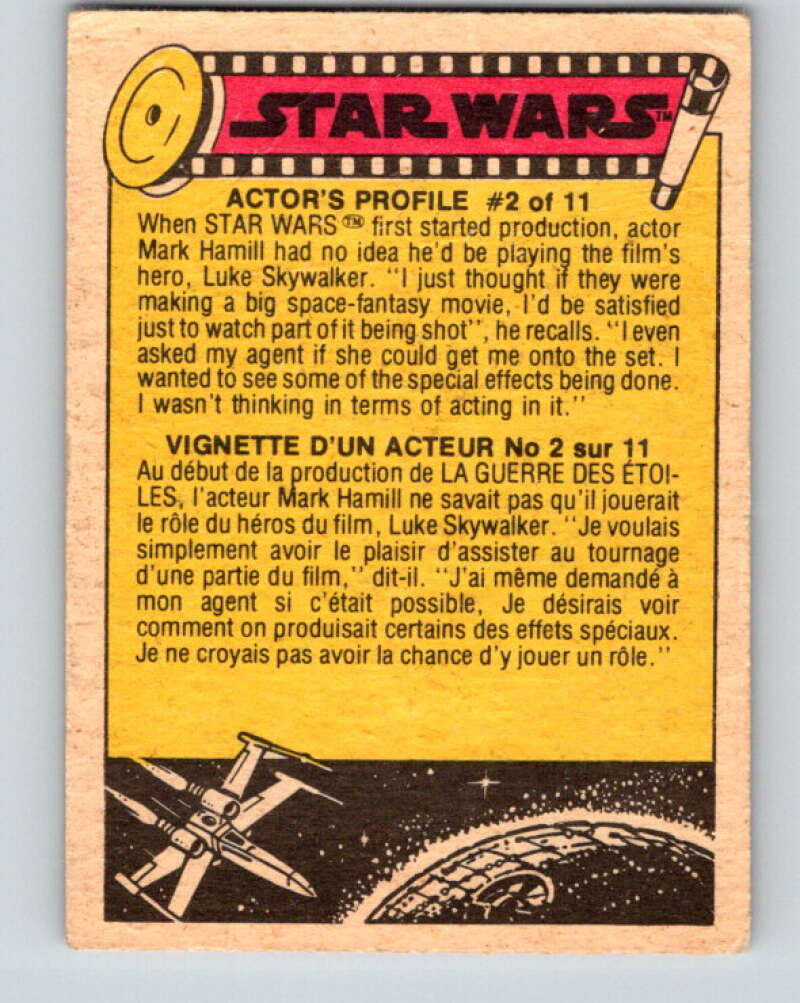 STAR WARS™
ACTOR'S PROFILE #2 of 11
When STAR WARS™ first started production, actor
Mark Hamill had no idea he'd be playing the film's
hero, Luke Skywalker. ''I just thought if they were
making a big space-fantasy movie, I'd be satisfied
just to watch part of it being shot'', he recalls. ''I even
asked my agent if she could get me onto the set. I
wanted to see some of the special effects being done.
I wasn't thinking in terms of acting in it.''
VIGNETTE D'UN ACTEUR No 2 sur 11
Au début de la production de LA GUERRE DES ÉTOI-
LES, l'acteur Mark Hamill ne savait pas qu'il jouerait
le rôle du héros du film, Luke Skywalker. ''Je voulais
simplement avoir le plaisir d'assister au tournage
d'une partie du film,'' dit-il. ''J'ai même demandé à
mon agent si c'était possible, Je désirais voir
comment on produisait certains des effets spéciaux.
Je ne croyais pas avoir la chance d'y jouer un rôle.''